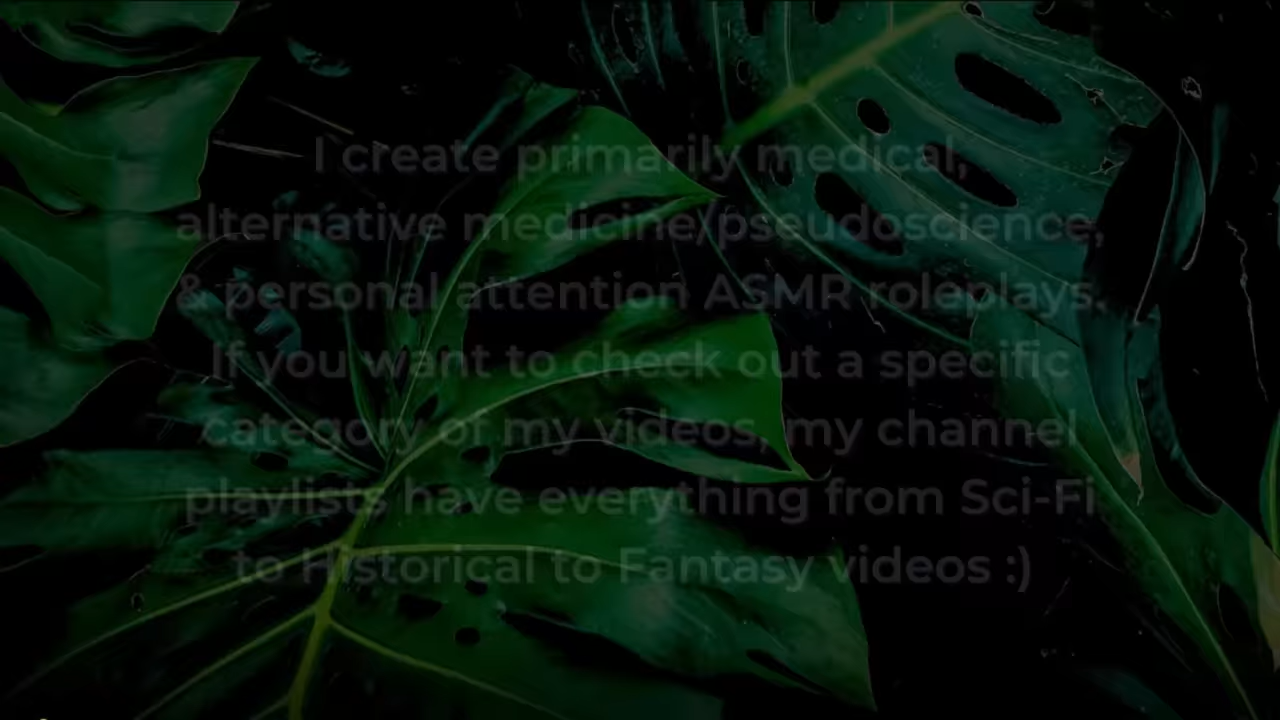 I create primarily medical,
alternative medicine/pseudoscience,
& personal attention ASMR roleplays.
If you want to check out a specific
category of my videos, my channel
playlists have everything from Sci-Fi
to Historical to Fantasy videos :)